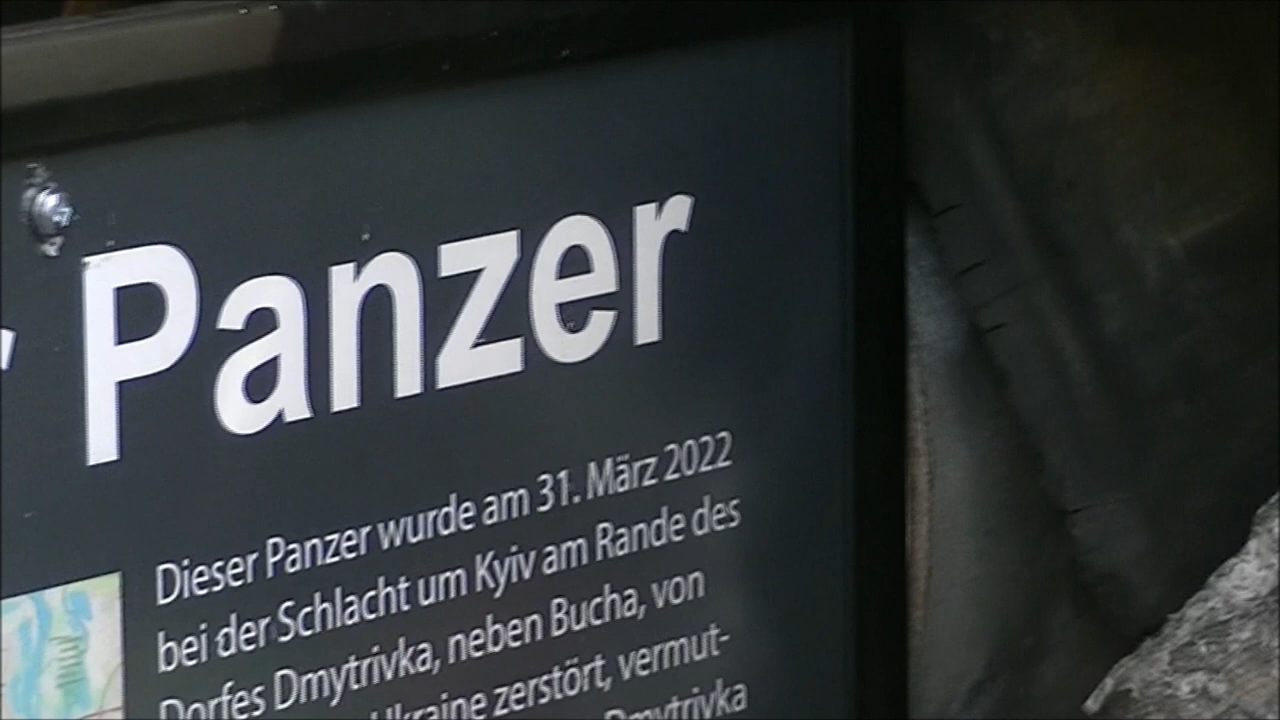 Panzer
Dieser Panzer wurde am 31. März 2022
bei der Schlacht um Kyiv am Rande des
Dorfes Dmytrivka, neben Bucha, von
Ukraine zerstört, vermut-
Dmytrivka